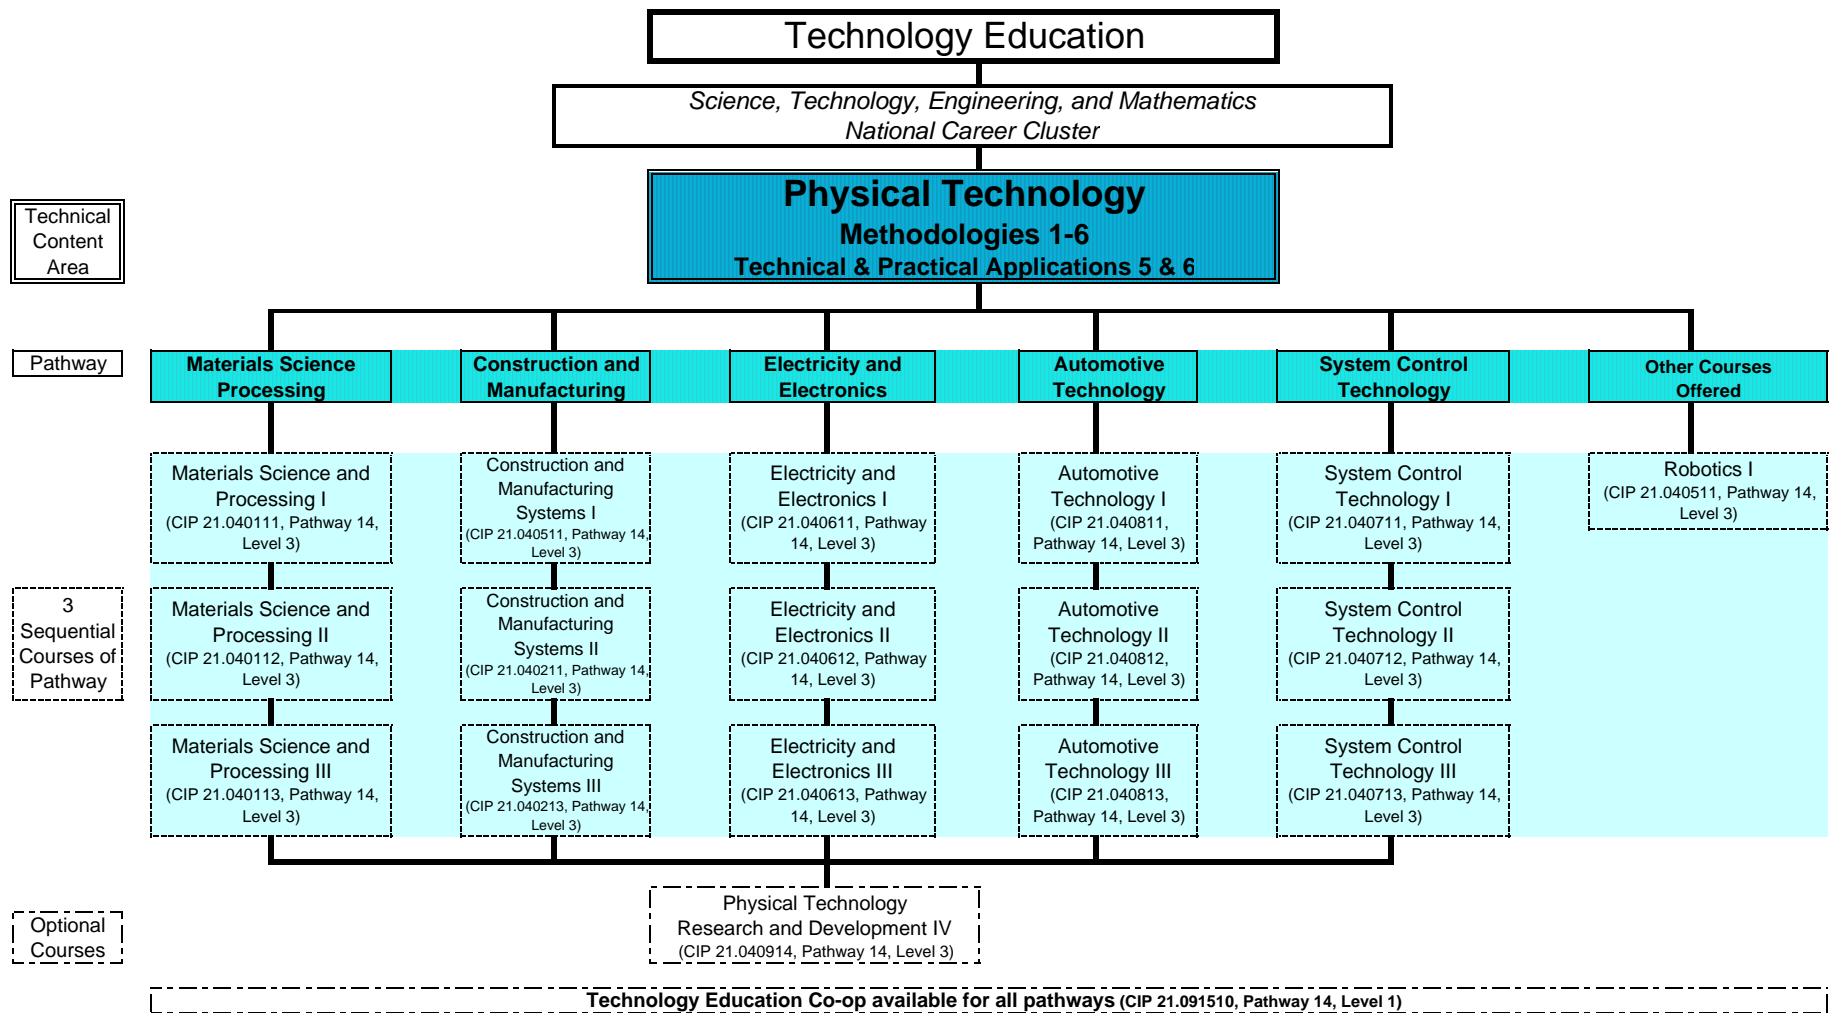 Technology Education
Science, Technology, Engineering, and Mathematics
National Career Cluster
Technical
Content
Area
Physical Technology
Methodologies 1-6
Technical & Practical Applications 5 & 6
Pathway
Materials Science
Processing
Construction and
Manufacturing
Electricity and
Electronics
Automotive
Technology
System Control
Technology
Other Courses
Offered
3
Sequential
Courses of
Pathway
Materials Science and
Processing I
(CIP 21.040111, Pathway 14,
Level 3)
Construction and
Manufacturing
Systems I
(CIP 21.040511, Pathway 14,
Level 3)
Electricity and
Electronics I
(CIP 21.040611, Pathway
14, Level 3)
Automotive
Technology I
(CIP 21.040811,
Pathway 14, Level 3)
System Control
Technology I
(CIP 21.040711, Pathway 14,
Level 3)
Robotics I
(CIP 21.040511, Pathway 14,
Level 3)
Materials Science and
Processing II
(CIP 21.040112, Pathway 14,
Level 3)
Construction and
Manufacturing
Systems II
(CIP 21.040211, Pathway 14,
Level 3)
Electricity and
Electronics II
(CIP 21.040612, Pathway
14, Level 3)
Automotive
Technology II
(CIP 21.040812,
Pathway 14, Level 3)
System Control
Technology II
(CIP 21.040712, Pathway 14,
Level 3)
Materials Science and
Processing III
(CIP 21.040113, Pathway 14,
Level 3)
Construction and
Manufacturing
Systems III
(CIP 21.040213, Pathway 14,
Level 3)
Electricity and
Electronics III
(CIP 21.040613, Pathway
14, Level 3)
Automotive
Technology III
(CIP 21.040813,
Pathway 14, Level 3)
System Control
Technology III
(CIP 21.040713, Pathway 14,
Level 3)
Optional
Courses
Physical Technology
Research and Development IV
(CIP 21.040914, Pathway 14, Level 3)
Technology Education Co-op available for all pathways (CIP 21.091510, Pathway 14, Level 1)